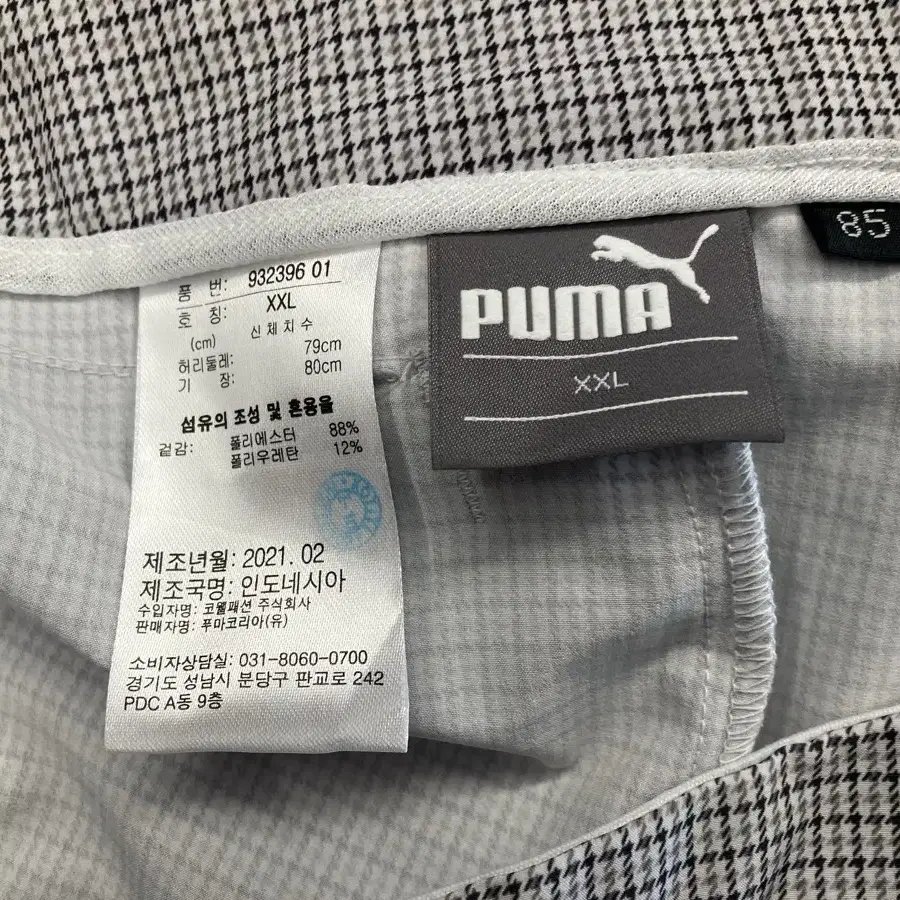 품 번: 932396 01
호 칭: XXL
(cm) 신체치수
허리둘레: 79cm
기 장: 80cm
섬유의 조성 및 혼용율
겉감: 폴리에스터 88%
폴리우레탄 12%
제조년월: 2021. 02
제조국명: 인도네시아
수입자명: 코웰패션 주식회사
판매자명: 푸마코리아(유)
소비자상담실: 031-8060-0700
경기도 성남시 분당구 판교로 242
PDC A동 9층
PUMA
XXL
85